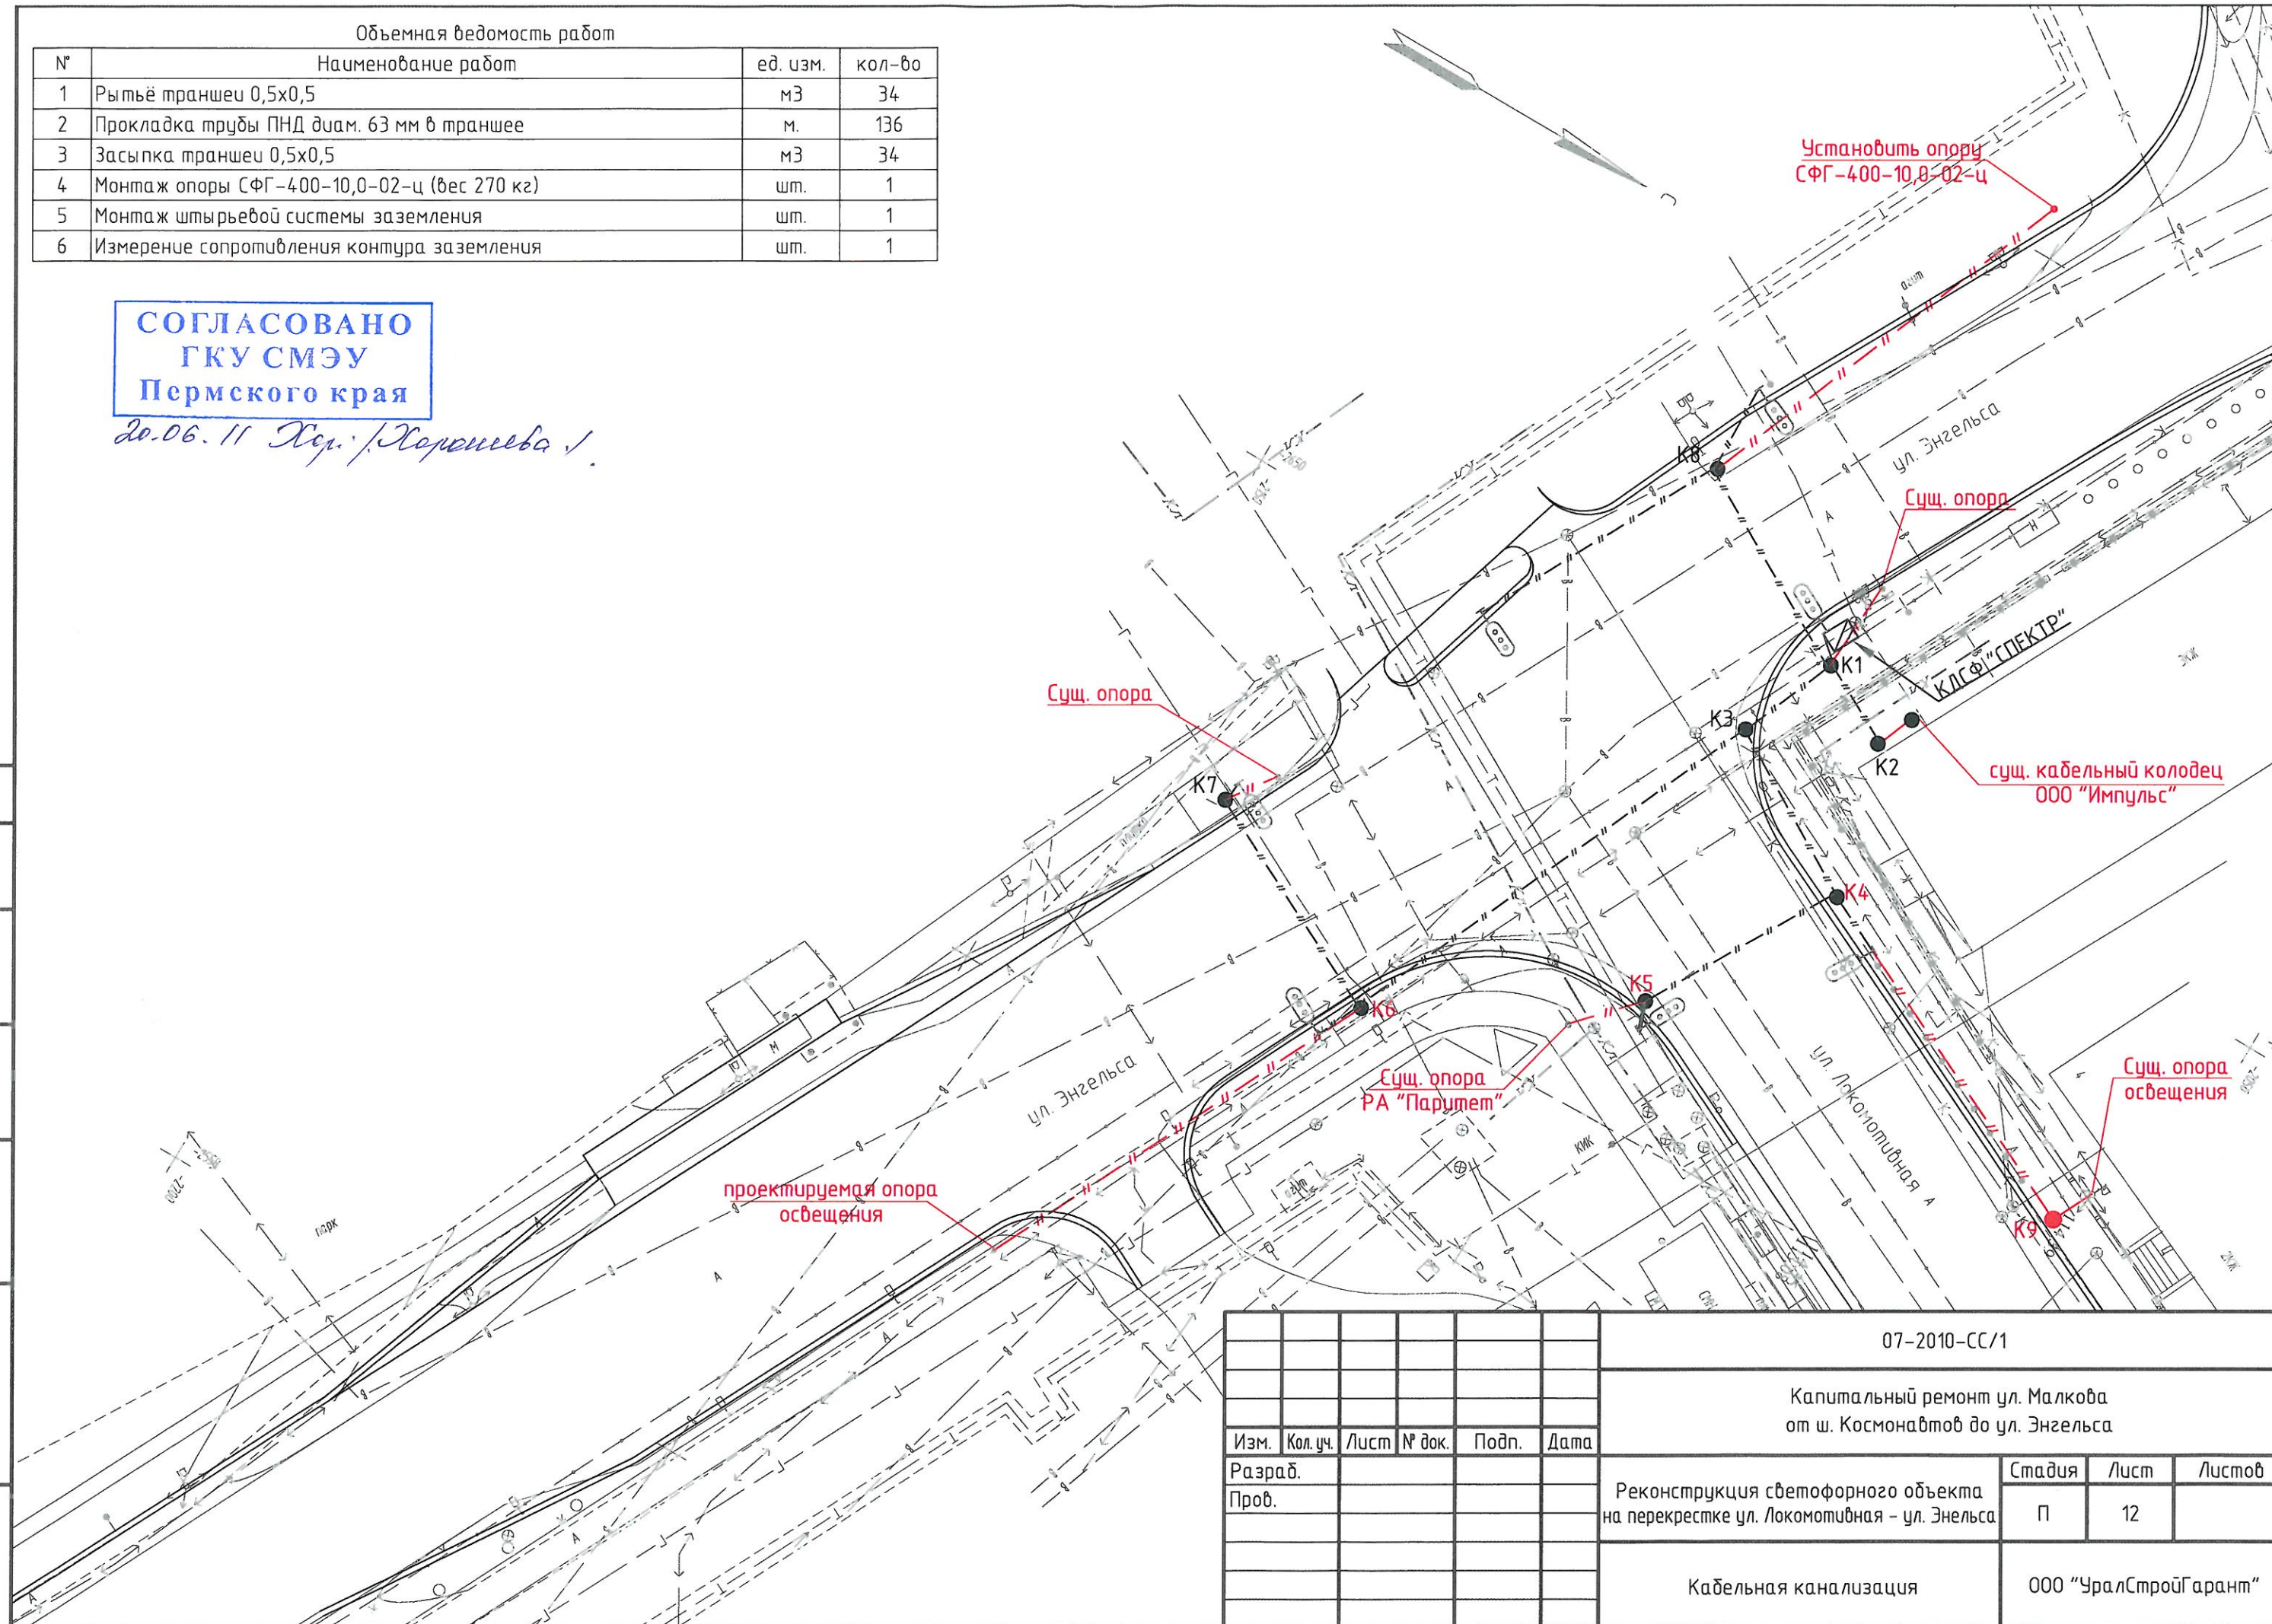 Объемная ведомость работ
N° Наименование работ ед. изм. кол-во
1 Рытьё траншеи 0,5х0,5 м3 34
2 Прокладка трубы ПНД диам. 63 мм в траншее м. 136
3 Засыпка траншеи 0,5х0,5 м3 34
4 Монтаж опоры СФГ-400-10,0-02-ц (вес 270 кг) шт. 1
5 Монтаж штырьевой системы заземления шт. 1
6 Измерение сопротивления контура заземления шт. 1
СОГЛАСОВАНО
ГКУ СМЭУ
Пермского края
20.06.11
С
Установить опору
СФГ-400-10,0-02-ц
ул. Энгельса
К8
Сущ. опора
К1
КДСФ "СПЕКТР"
К3
К2
сущ. кабельный колодец
ООО "Импульс"
Сущ. опора
К7
К4
К5
К6
ул. Энгельса
Сущ. опора
РА "Паритет"
ул. Локомотивная
Сущ. опора
освещения
К9
проектируемая опора
освещения
парк
-2200
-2050
кик
3КЖ
2КЖ
07-2010-СС/1
Капитальный ремонт ул. Малкова
от ш. Космонавтов до ул. Энгельса
Изм. Кол. уч. Лист № док. Подп. Дата
Разраб.
Пров.
Реконструкция светофорного объекта
на перекрестке ул. Локомотивная - ул. Энельса
Стадия Лист Листов
П 12
Кабельная канализация
ООО "УралСтройГарант"